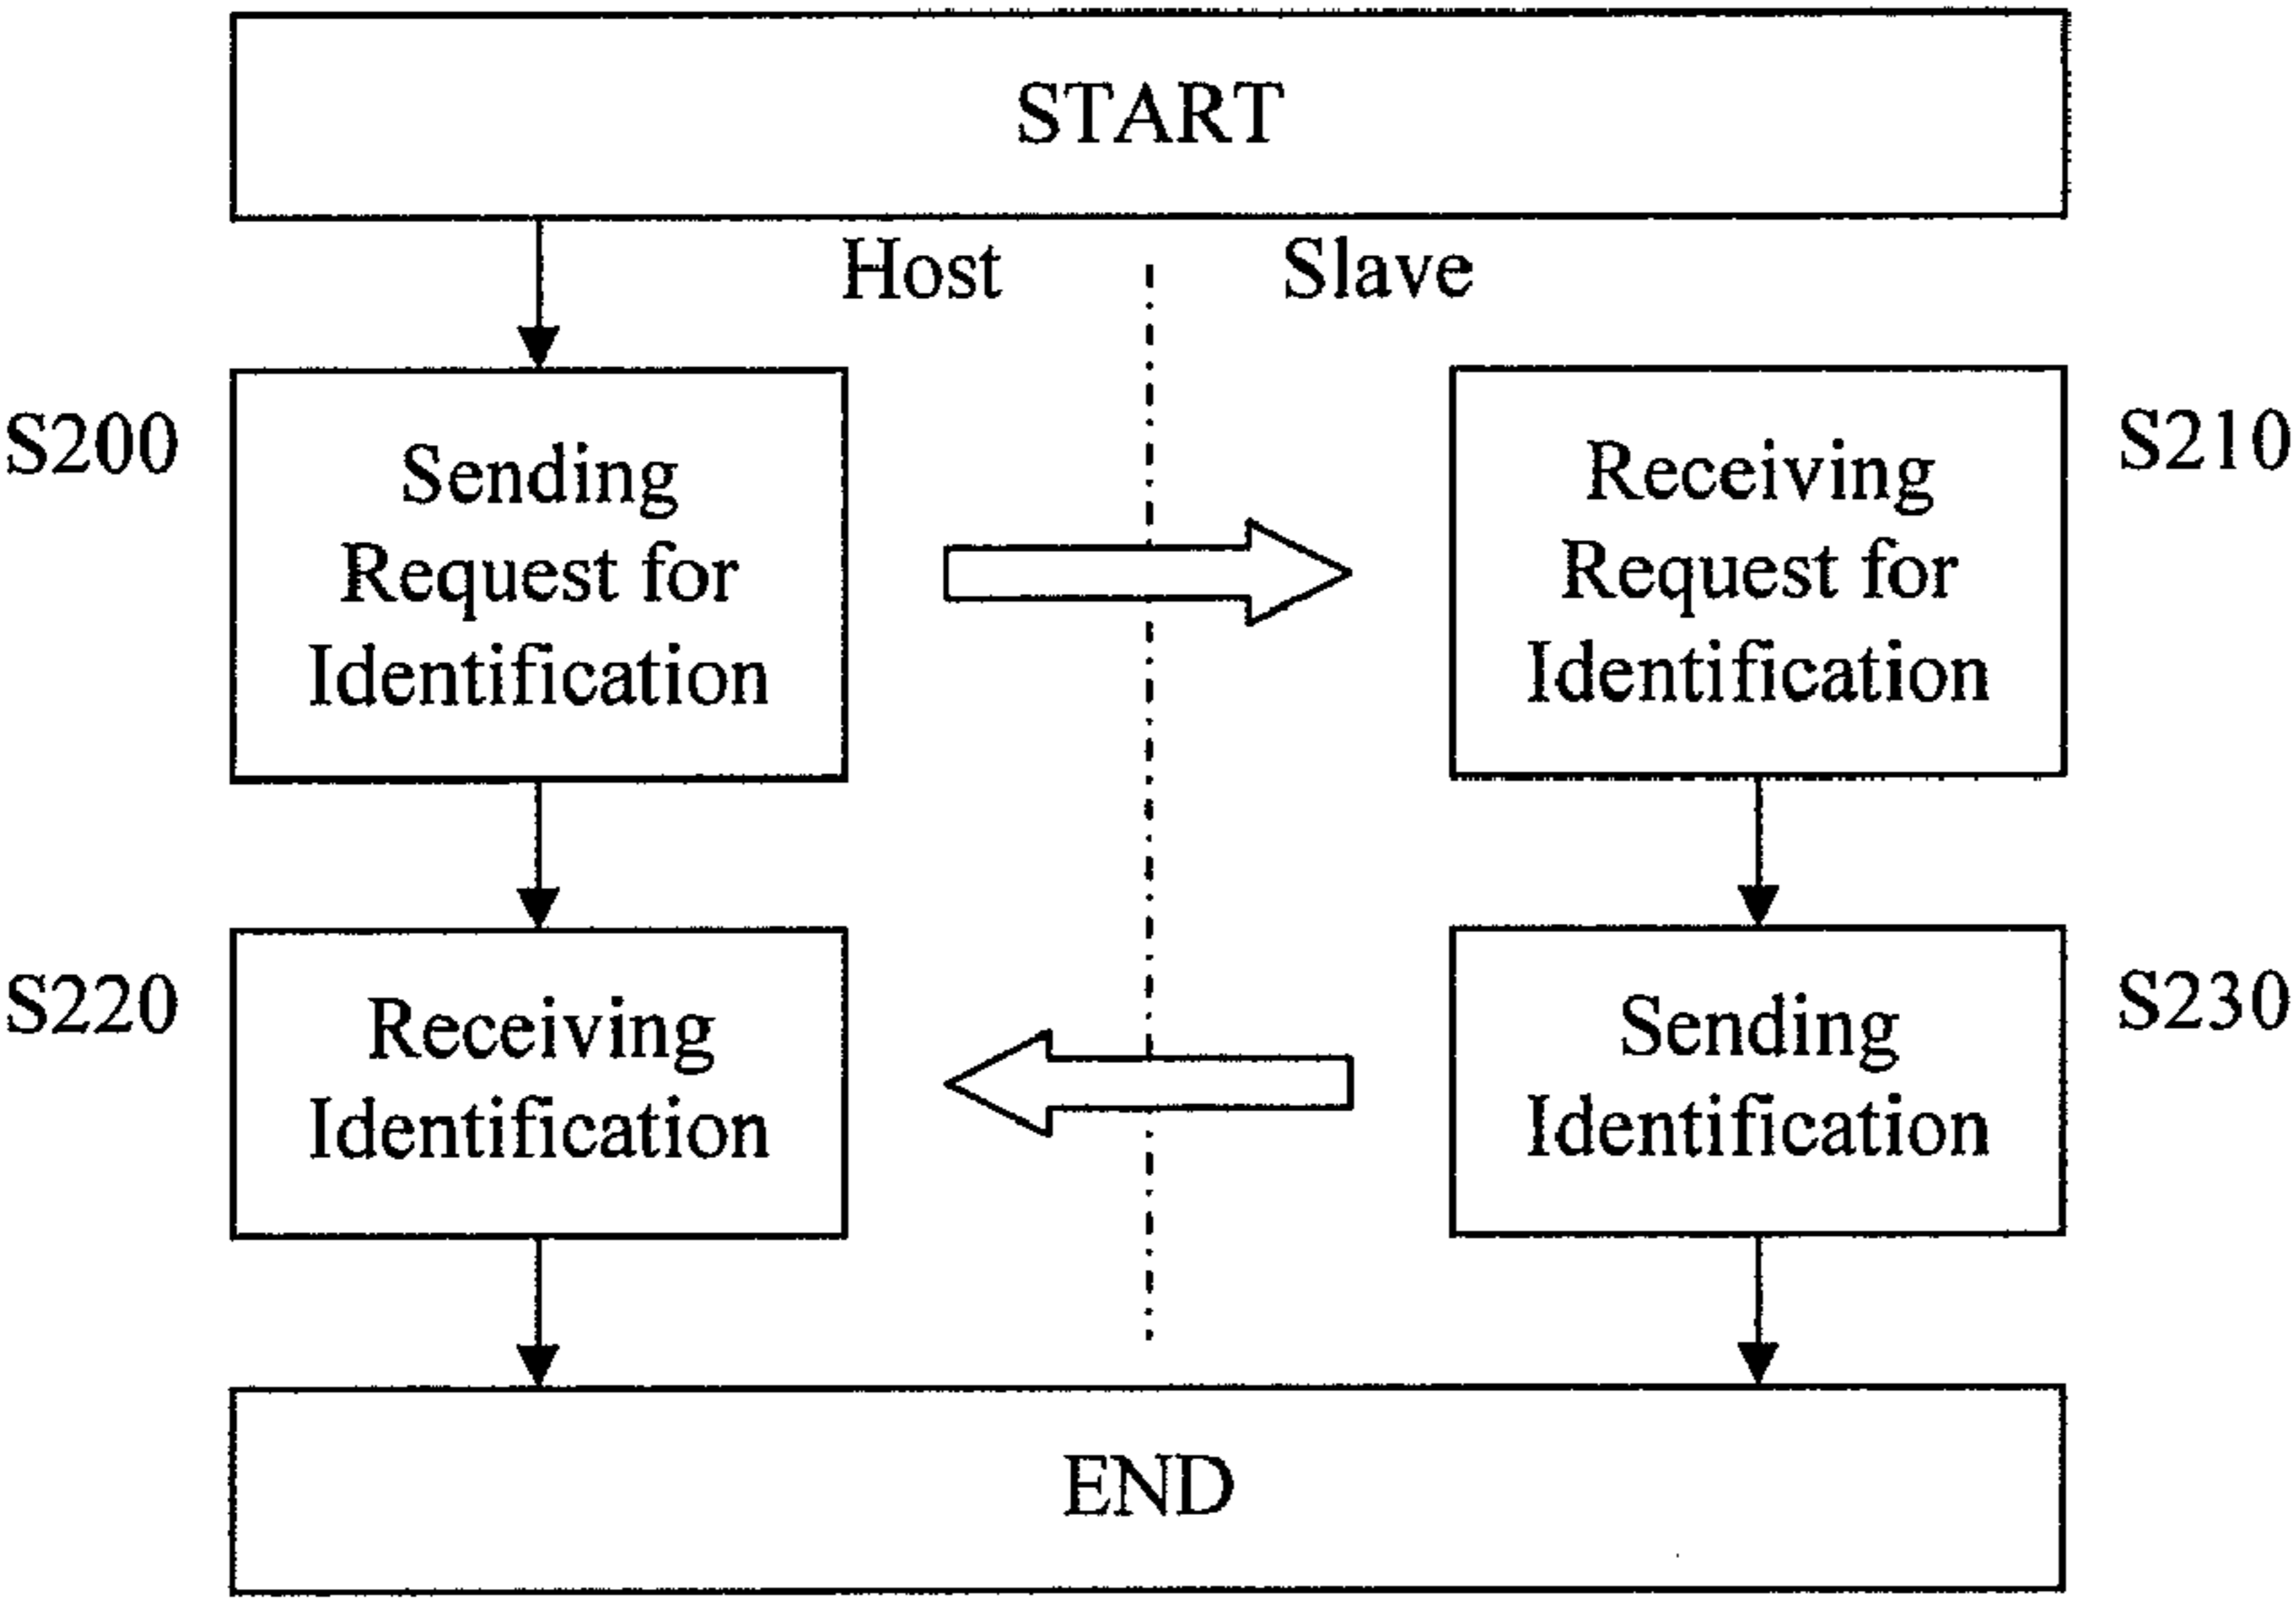 START
Host
Slave
S200
Sending
Request for
Identification
Receiving
Request for
Identification
S210
S220
Receiving
Identification
Sending
Identification
S230
END